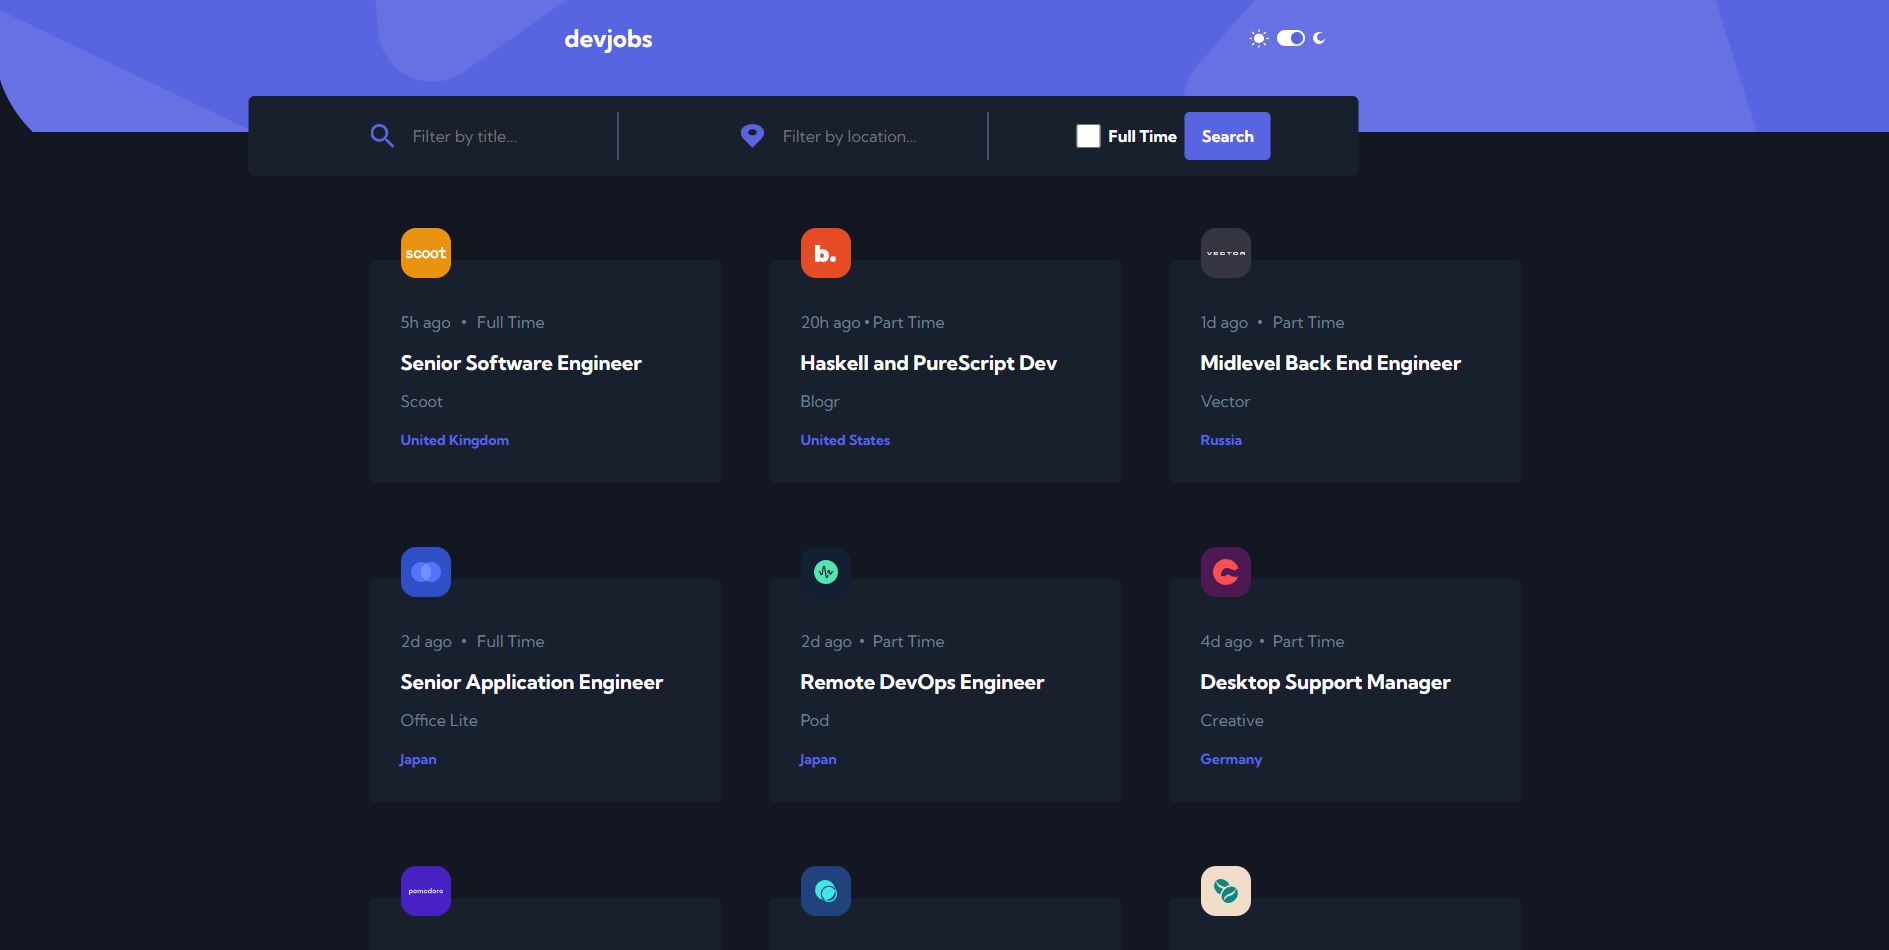 devjobs
Filter by title...
Filter by location...
Full Time
Search
scoot
b.
VECTOR
5h ago • Full Time
Senior Software Engineer
Scoot
United Kingdom
20h ago • Part Time
Haskell and PureScript Dev
Blogr
United States
1d ago • Part Time
Midlevel Back End Engineer
Vector
Russia
2d ago • Full Time
Senior Application Engineer
Office Lite
Japan
2d ago • Part Time
Remote DevOps Engineer
Pod
Japan
4d ago • Part Time
Desktop Support Manager
Creative
Germany
pomodoro